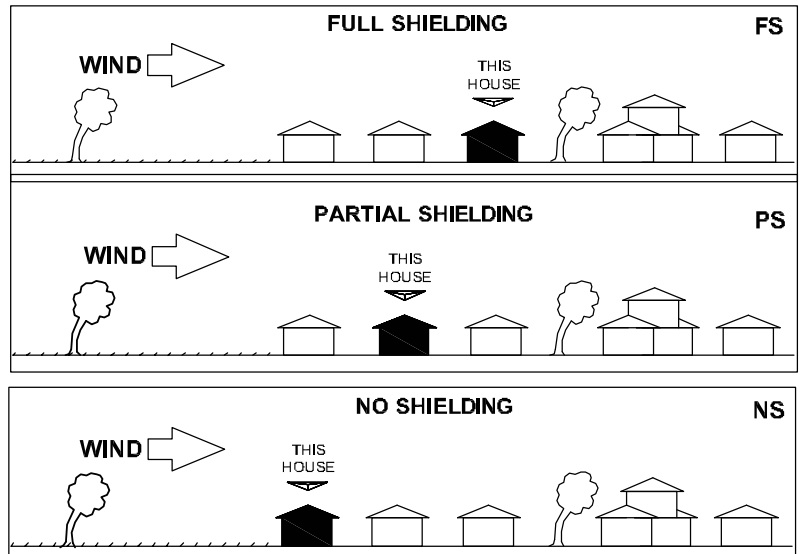 FULL SHIELDING
FS
WIND
THIS
HOUSE
PARTIAL SHIELDING
PS
WIND
THIS
HOUSE
NO SHIELDING
NS
WIND
THIS
HOUSE